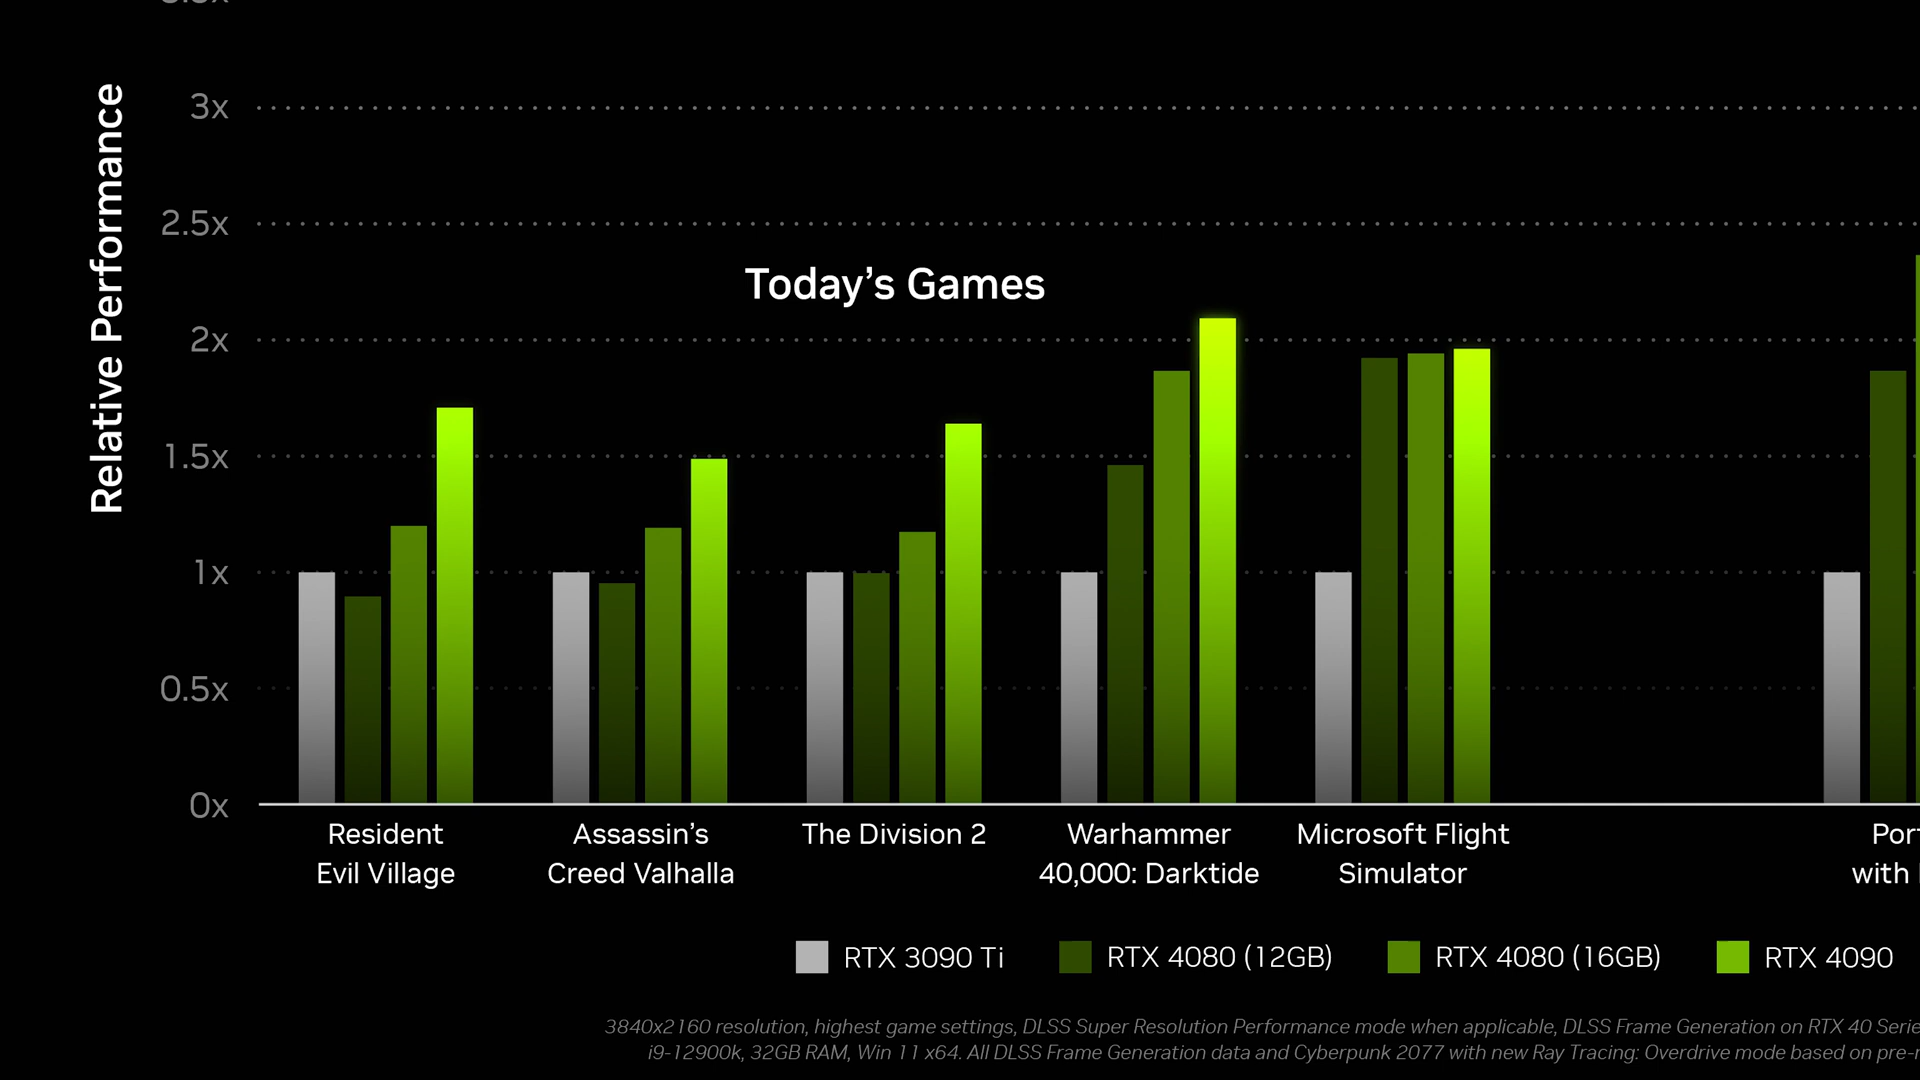 Relative Performance
3x
2.5x
2x
1.5x
1x
0.5x
0x
Today's Games
Resident
Evil Village
Assassin's
Creed Valhalla
The Division 2
Warhammer
40,000: Darktide
Microsoft Flight
Simulator
with
RTX 3090 Ti
RTX 4080 (12GB)
RTX 4080 (16GB)
RTX 4090
3840x2160 resolution, highest game settings, DLSS Super Resolution Performance mode when applicable, DLSS Frame Generation on RTX 40
i9-12900k, 32GB RAM, Win 11 x64. All DLSS Frame Generation data and Cyberpunk 2077 with new Ray Tracing: Overdrive mode based on